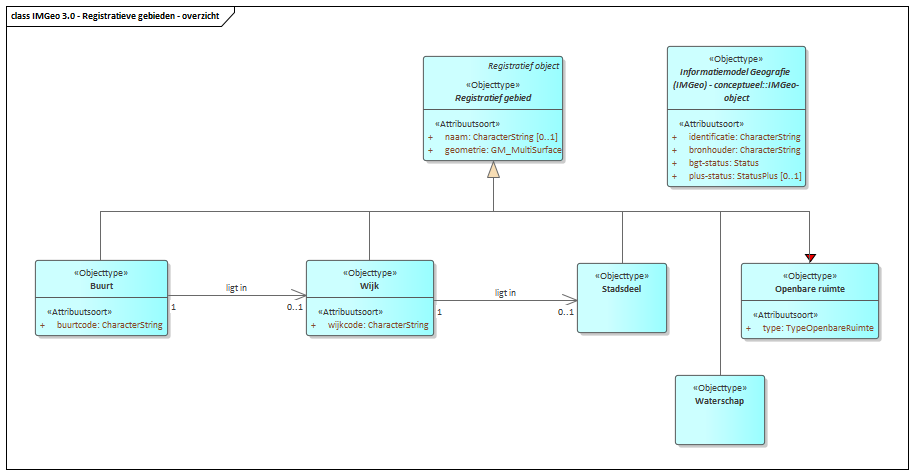 class IMGeo 3.0 - Registratieve gebieden - overzicht
Registratief object
«Objecttype»
Registratief gebied
«Attribuutsoort»
+ naam: CharacterString [0..1]
+ geometrie: GM_MultiSurface
«Objecttype»
Informatiemodel Geografie
(IMGeo) - conceptueel::IMGeo-
object
«Attribuutsoort»
+ identificatie: CharacterString
+ bronhouder: CharacterString
+ bgt-status: Status
+ plus-status: StatusPlus [0..1]
«Objecttype»
Buurt
«Attribuutsoort»
+ buurtcode: CharacterString
ligt in
1
0..1
«Objecttype»
Wijk
«Attribuutsoort»
+ wijkcode: CharacterString
ligt in
1
0..1
«Objecttype»
Stadsdeel
«Objecttype»
Openbare ruimte
«Attribuutsoort»
+ type: TypeOpenbareRuimte
«Objecttype»
Waterschap